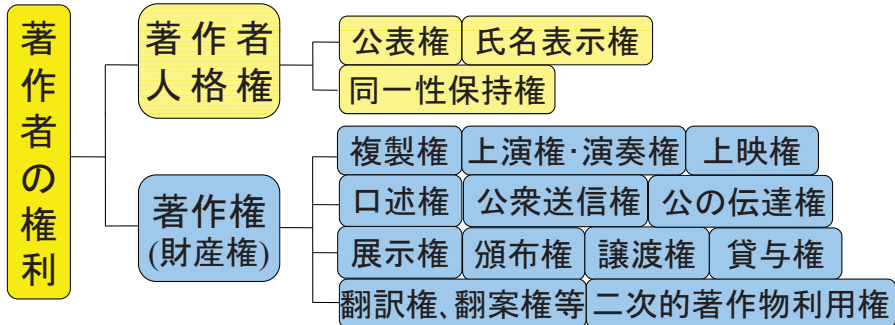 著作者の権利
著作者
人格権
公表権 氏名表示権
同一性保持権
著作権
(財産権)
複製権 上演権・演奏権 上映権
口述権 公衆送信権 公の伝達権
展示権 頒布権 譲渡権 貸与権
翻訳権、翻案権等 二次的著作物利用権